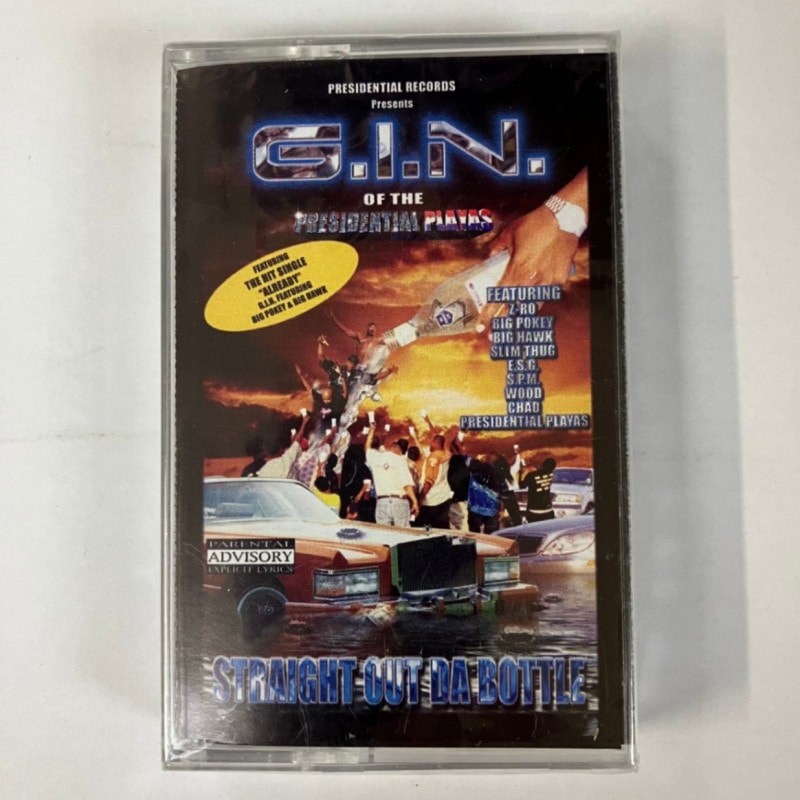 PRESIDENTIAL RECORDS
Presents
G.I.N.
OF THE
PRESIDENTIAL PLAYAS
FEATURING
THE HIT SINGLE
"ALREADY"
G.I.N. FEATURING
BIG POKEY & BIG HAWK
FEATURING
Z-RO
BIG POKEY
BIG HAWK
SLIM THUG
E.S.G.
S.P.M.
WOOD
CHAD
PRESIDENTIAL PLAYAS
PARENTAL
ADVISORY
EXPLICIT LYRICS
STRAIGHT OUT DA BOTTLE